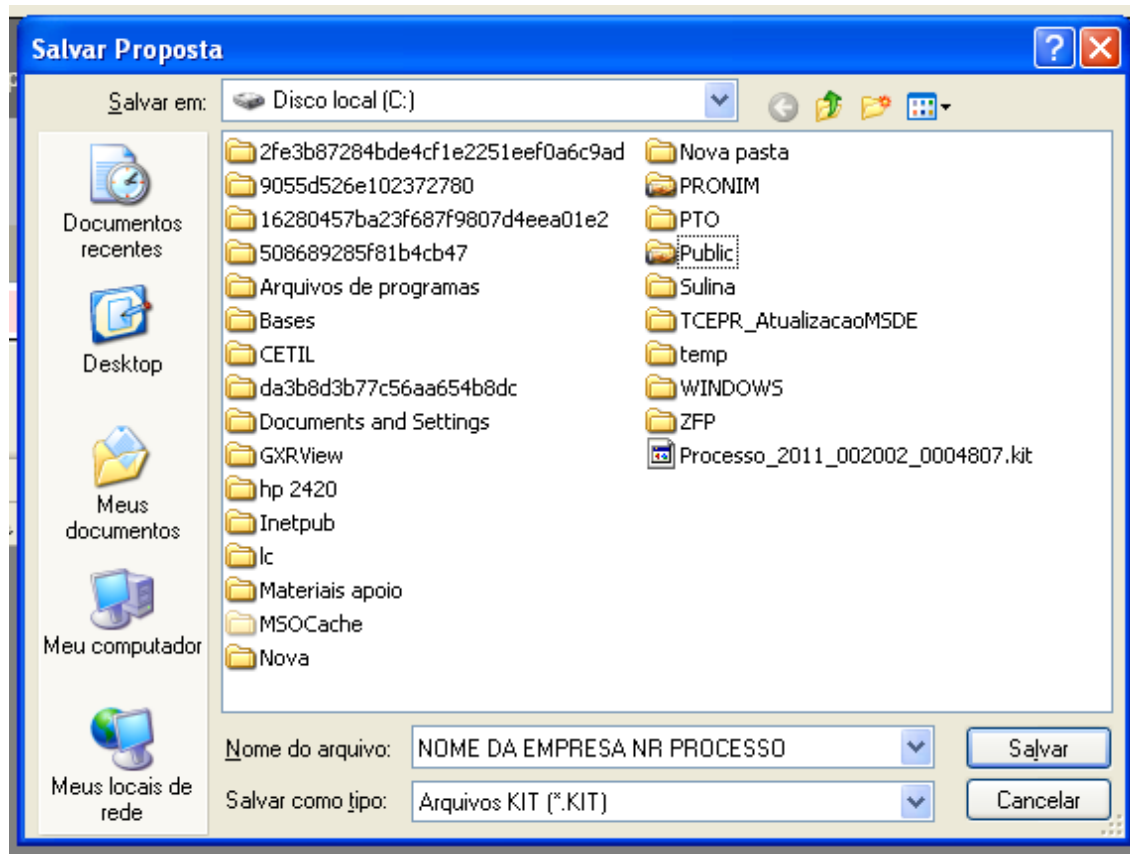 Salvar Proposta
Salvar em:
Disco local (C:)
Documentos
recentes
Desktop
Meus
documentos
Meu computador
Meus locais de
rede
2fe3b87284bde4cf1e2251eef0a6c9ad
9055d526e102372780
16280457ba23f687f9807d4eea01e2
508689285f81b4cb47
Arquivos de programas
Bases
CETIL
da3b8d3b77c56aa654b8dc
Documents and Settings
GXRView
hp 2420
Inetpub
lc
Materiais apoio
MSOCache
Nova
Nova pasta
PRONIM
PTO
Public
Sulina
TCEPR_AtualizacaoMSDE
temp
WINDOWS
ZFP
Processo_2011_002002_0004807.kit
Nome do arquivo:
NOME DA EMPRESA NR PROCESSO
Salvar
Salvar como tipo:
Arquivos KIT (*.KIT)
Cancelar